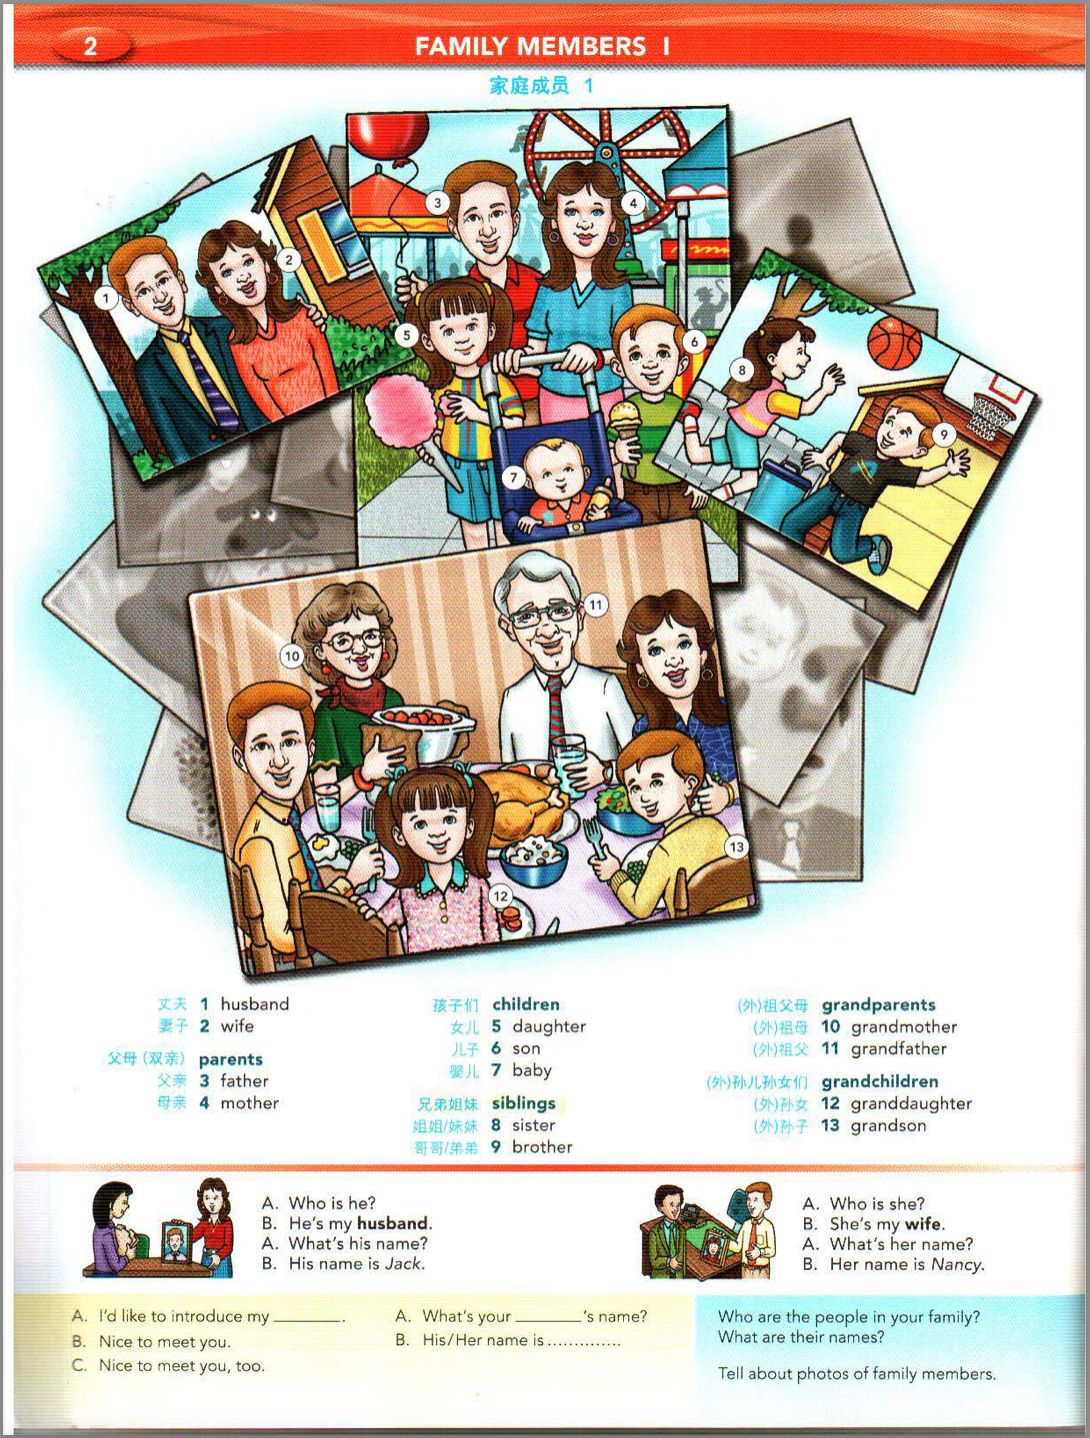 2
FAMILY MEMBERS I
家庭成员 1
1
2
3
4
5
6
7
8
9
10
11
12
13
丈夫 1 husband
妻子 2 wife
父母 (双亲) parents
父亲 3 father
母亲 4 mother
孩子们 children
女儿 5 daughter
儿子 6 son
婴儿 7 baby
兄弟姐妹 siblings
姐姐/妹妹 8 sister
哥哥/弟弟 9 brother
(外)祖父母 grandparents
(外)祖母 10 grandmother
(外)祖父 11 grandfather
(外)孙儿孙女们 grandchildren
(外)孙女 12 granddaughter
(外)孙子 13 grandson
A. Who is he?
B. He's my husband.
A. What's his name?
B. His name is Jack.
A. Who is she?
B. She's my wife.
A. What's her name?
B. Her name is Nancy.
A. I'd like to introduce my ________.
B. Nice to meet you.
C. Nice to meet you, too.
A. What's your ________'s name?
B. His/Her name is ..............
Who are the people in your family?
What are their names?
Tell about photos of family members.